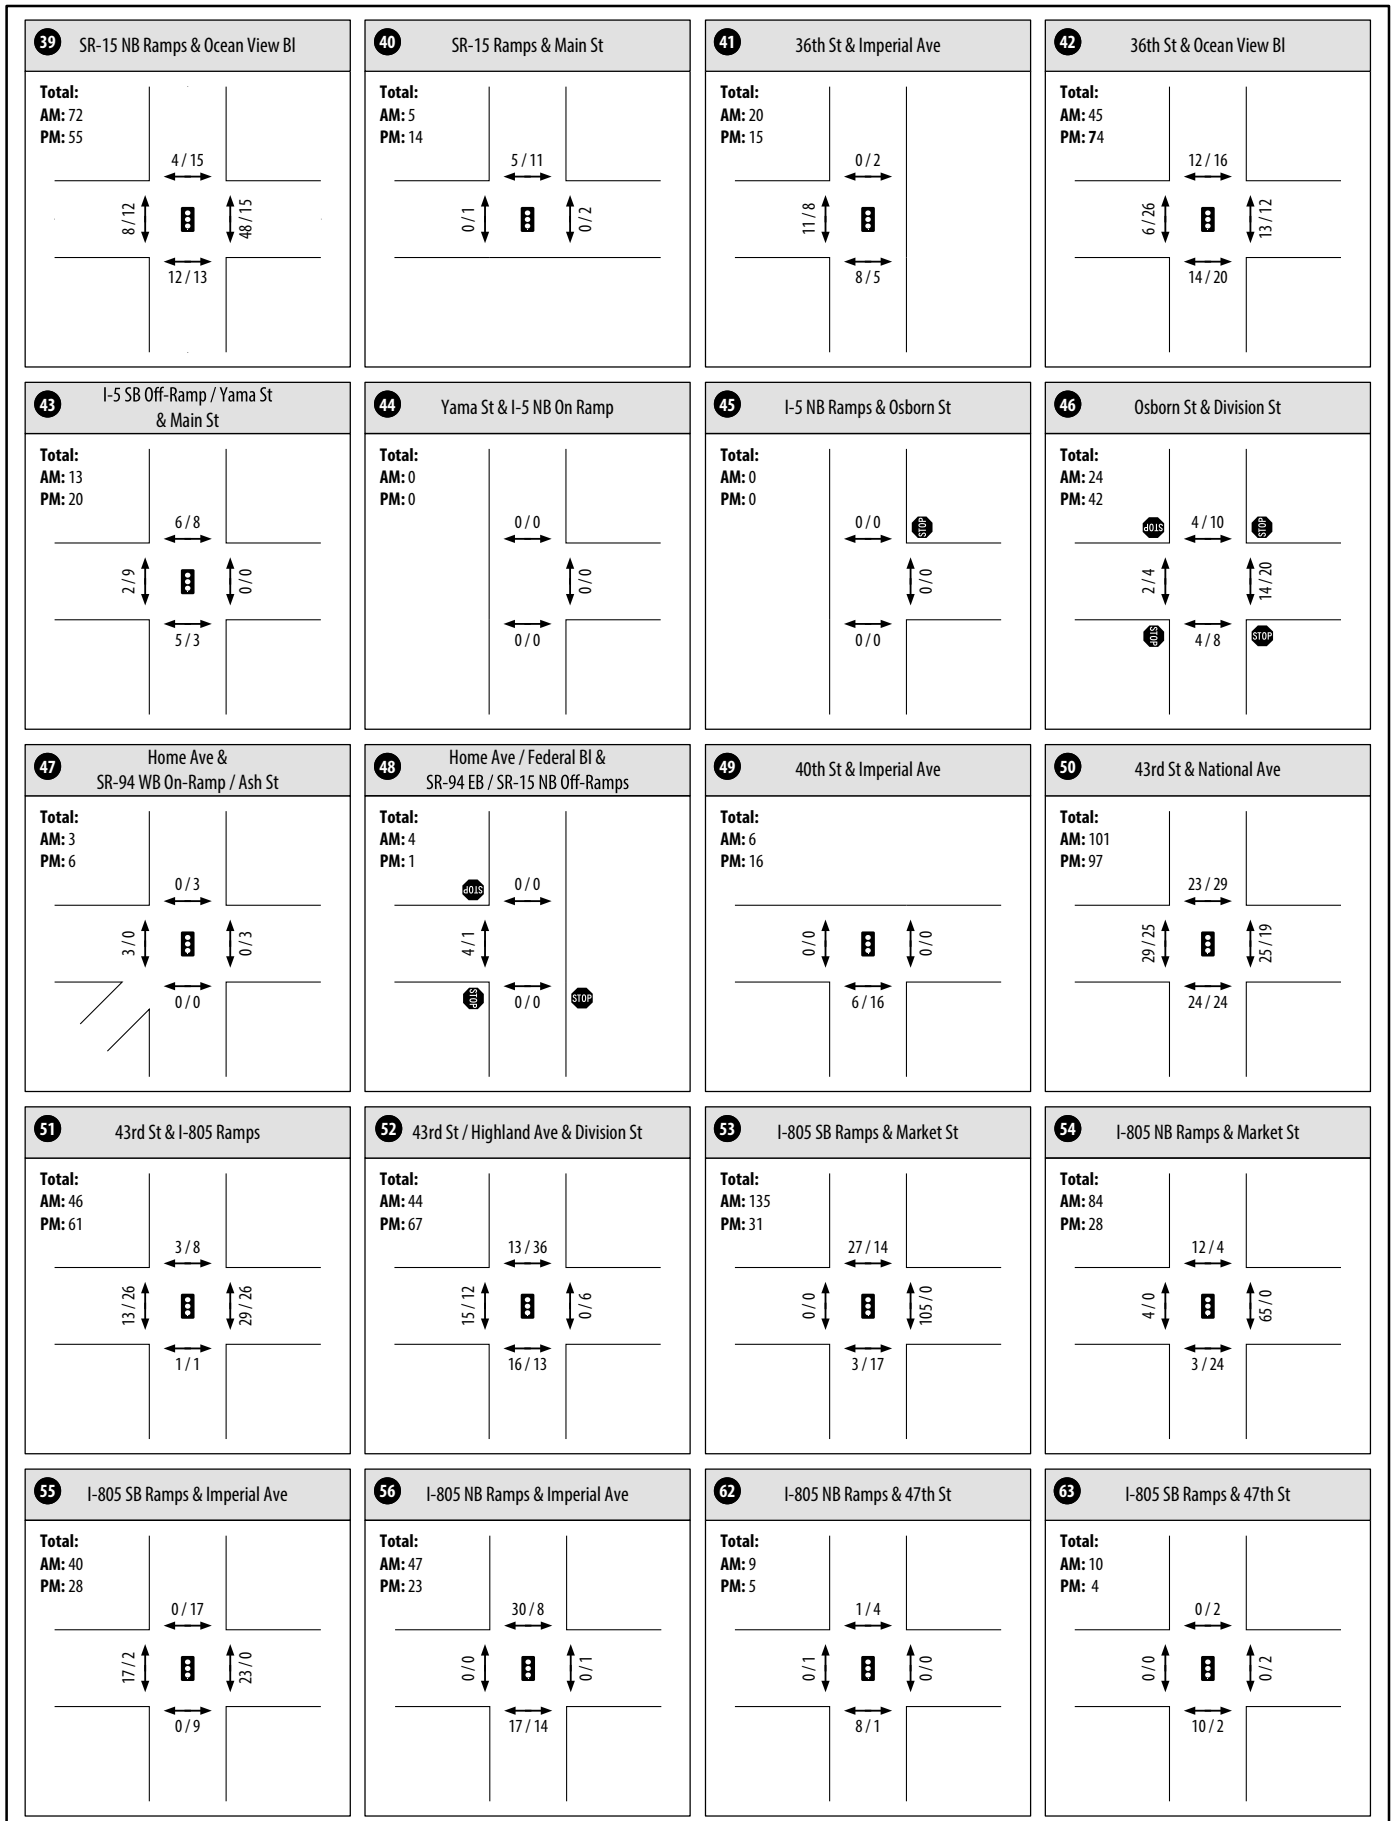 39 SR-15 NB Ramps & Ocean View Bl
Total:
AM: 72
PM: 55
4 / 15
8 / 12
48 / 15
12 / 13
40 SR-15 Ramps & Main St
Total:
AM: 5
PM: 14
5 / 11
0 / 1
0 / 2
41 36th St & Imperial Ave
Total:
AM: 20
PM: 15
0 / 2
11 / 8
8 / 5
42 36th St & Ocean View Bl
Total:
AM: 45
PM: 74
12 / 16
6 / 26
13 / 12
14 / 20
43 I-5 SB Off-Ramp / Yama St
& Main St
Total:
AM: 13
PM: 20
6 / 8
2 / 9
0 / 0
5 / 3
44 Yama St & I-5 NB On Ramp
Total:
AM: 0
PM: 0
0 / 0
0 / 0
0 / 0
45 I-5 NB Ramps & Osborn St
Total:
AM: 0
PM: 0
0 / 0
STOP
0 / 0
0 / 0
46 Osborn St & Division St
Total:
AM: 24
PM: 42
STOP
4 / 10
STOP
2 / 4
14 / 20
STOP
4 / 8
STOP
47 Home Ave &
SR-94 WB On-Ramp / Ash St
Total:
AM: 3
PM: 6
0 / 3
3 / 0
0 / 3
0 / 0
48 Home Ave / Federal Bl &
SR-94 EB / SR-15 NB Off-Ramps
Total:
AM: 4
PM: 1
STOP
0 / 0
4 / 1
STOP
0 / 0
STOP
49 40th St & Imperial Ave
Total:
AM: 6
PM: 16
0 / 0
0 / 0
6 / 16
50 43rd St & National Ave
Total:
AM: 101
PM: 97
23 / 29
29 / 25
25 / 19
24 / 24
51 43rd St & I-805 Ramps
Total:
AM: 46
PM: 61
3 / 8
13 / 26
29 / 26
1 / 1
52 43rd St / Highland Ave & Division St
Total:
AM: 44
PM: 67
13 / 36
15 / 12
0 / 6
16 / 13
53 I-805 SB Ramps & Market St
Total:
AM: 135
PM: 31
27 / 14
0 / 0
105 / 0
3 / 17
54 I-805 NB Ramps & Market St
Total:
AM: 84
PM: 28
12 / 4
4 / 0
65 / 0
3 / 24
55 I-805 SB Ramps & Imperial Ave
Total:
AM: 40
PM: 28
0 / 17
17 / 2
23 / 0
0 / 9
56 I-805 NB Ramps & Imperial Ave
Total:
AM: 47
PM: 23
30 / 8
0 / 0
0 / 1
17 / 14
62 I-805 NB Ramps & 47th St
Total:
AM: 9
PM: 5
1 / 4
0 / 1
0 / 0
8 / 1
63 I-805 SB Ramps & 47th St
Total:
AM: 10
PM: 4
0 / 2
0 / 0
0 / 2
10 / 2